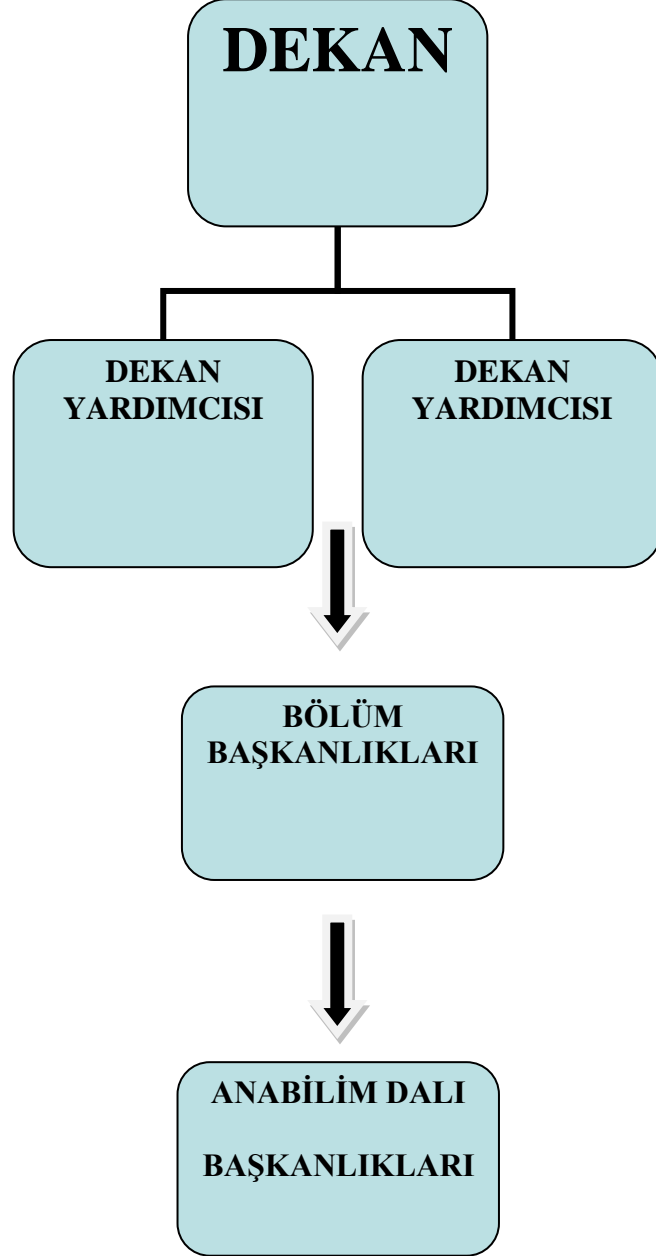 DEKAN
DEKAN
YARDIMCISI
DEKAN
YARDIMCISI
BÖLÜM
BAŞKANLIKLARI
ANABİLİM DALI
BAŞKANLIKLARI